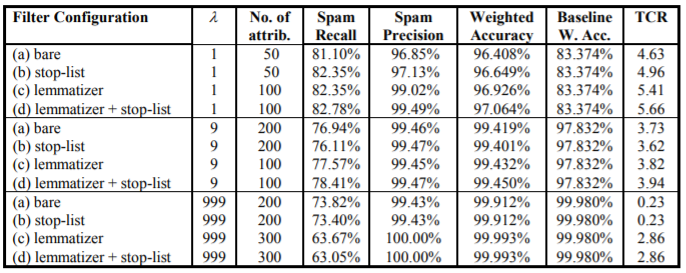 Filter Configuration λ No. of attrib. Spam Recall Spam Precision Weighted Accuracy Baseline W. Acc. TCR
(a) bare 1 50 81.10% 96.85% 96.408% 83.374% 4.63
(b) stop-list 1 50 82.35% 97.13% 96.649% 83.374% 4.96
(c) lemmatizer 1 100 82.35% 99.02% 96.926% 83.374% 5.41
(d) lemmatizer + stop-list 1 100 82.78% 99.49% 97.064% 83.374% 5.66
(a) bare 9 200 76.94% 99.46% 99.419% 97.832% 3.73
(b) stop-list 9 200 76.11% 99.47% 99.401% 97.832% 3.62
(c) lemmatizer 9 100 77.57% 99.45% 99.432% 97.832% 3.82
(d) lemmatizer + stop-list 9 100 78.41% 99.47% 99.450% 97.832% 3.94
(a) bare 999 200 73.82% 99.43% 99.912% 99.980% 0.23
(b) stop-list 999 200 73.40% 99.43% 99.912% 99.980% 0.23
(c) lemmatizer 999 300 63.67% 100.00% 99.993% 99.980% 2.86
(d) lemmatizer + stop-list 999 300 63.05% 100.00% 99.993% 99.980% 2.86